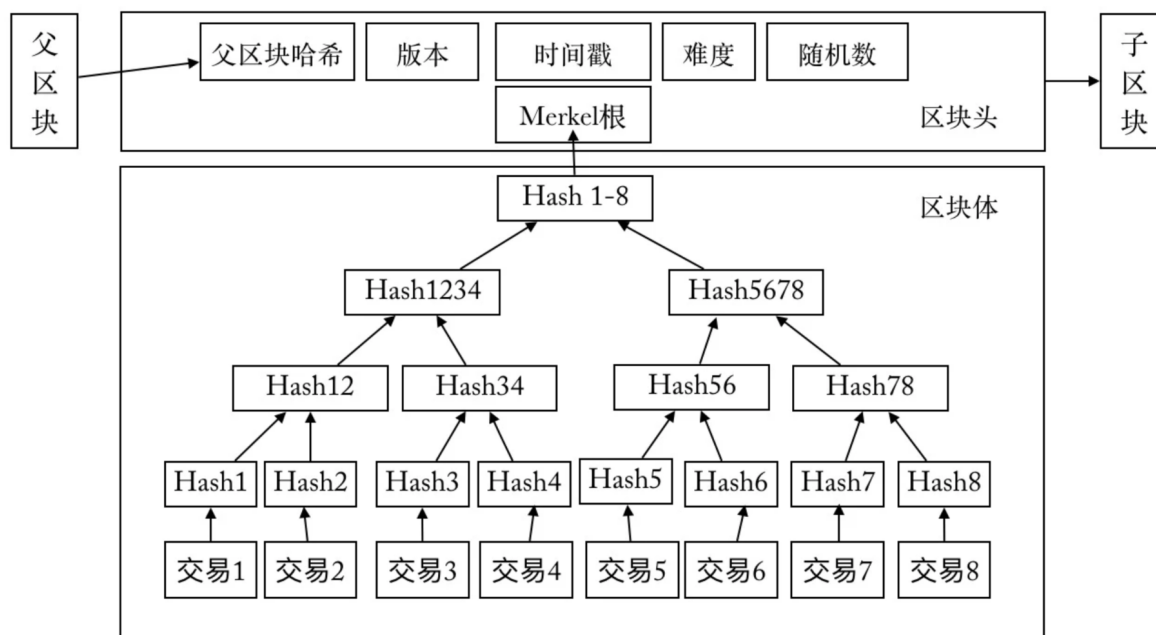 父区块
父区块哈希
版本
时间戳
难度
随机数
Merkel根
区块头
子区块
Hash 1-8
区块体
Hash1234
Hash5678
Hash12
Hash34
Hash56
Hash78
Hash1
Hash2
Hash3
Hash4
Hash5
Hash6
Hash7
Hash8
交易1
交易2
交易3
交易4
交易5
交易6
交易7
交易8